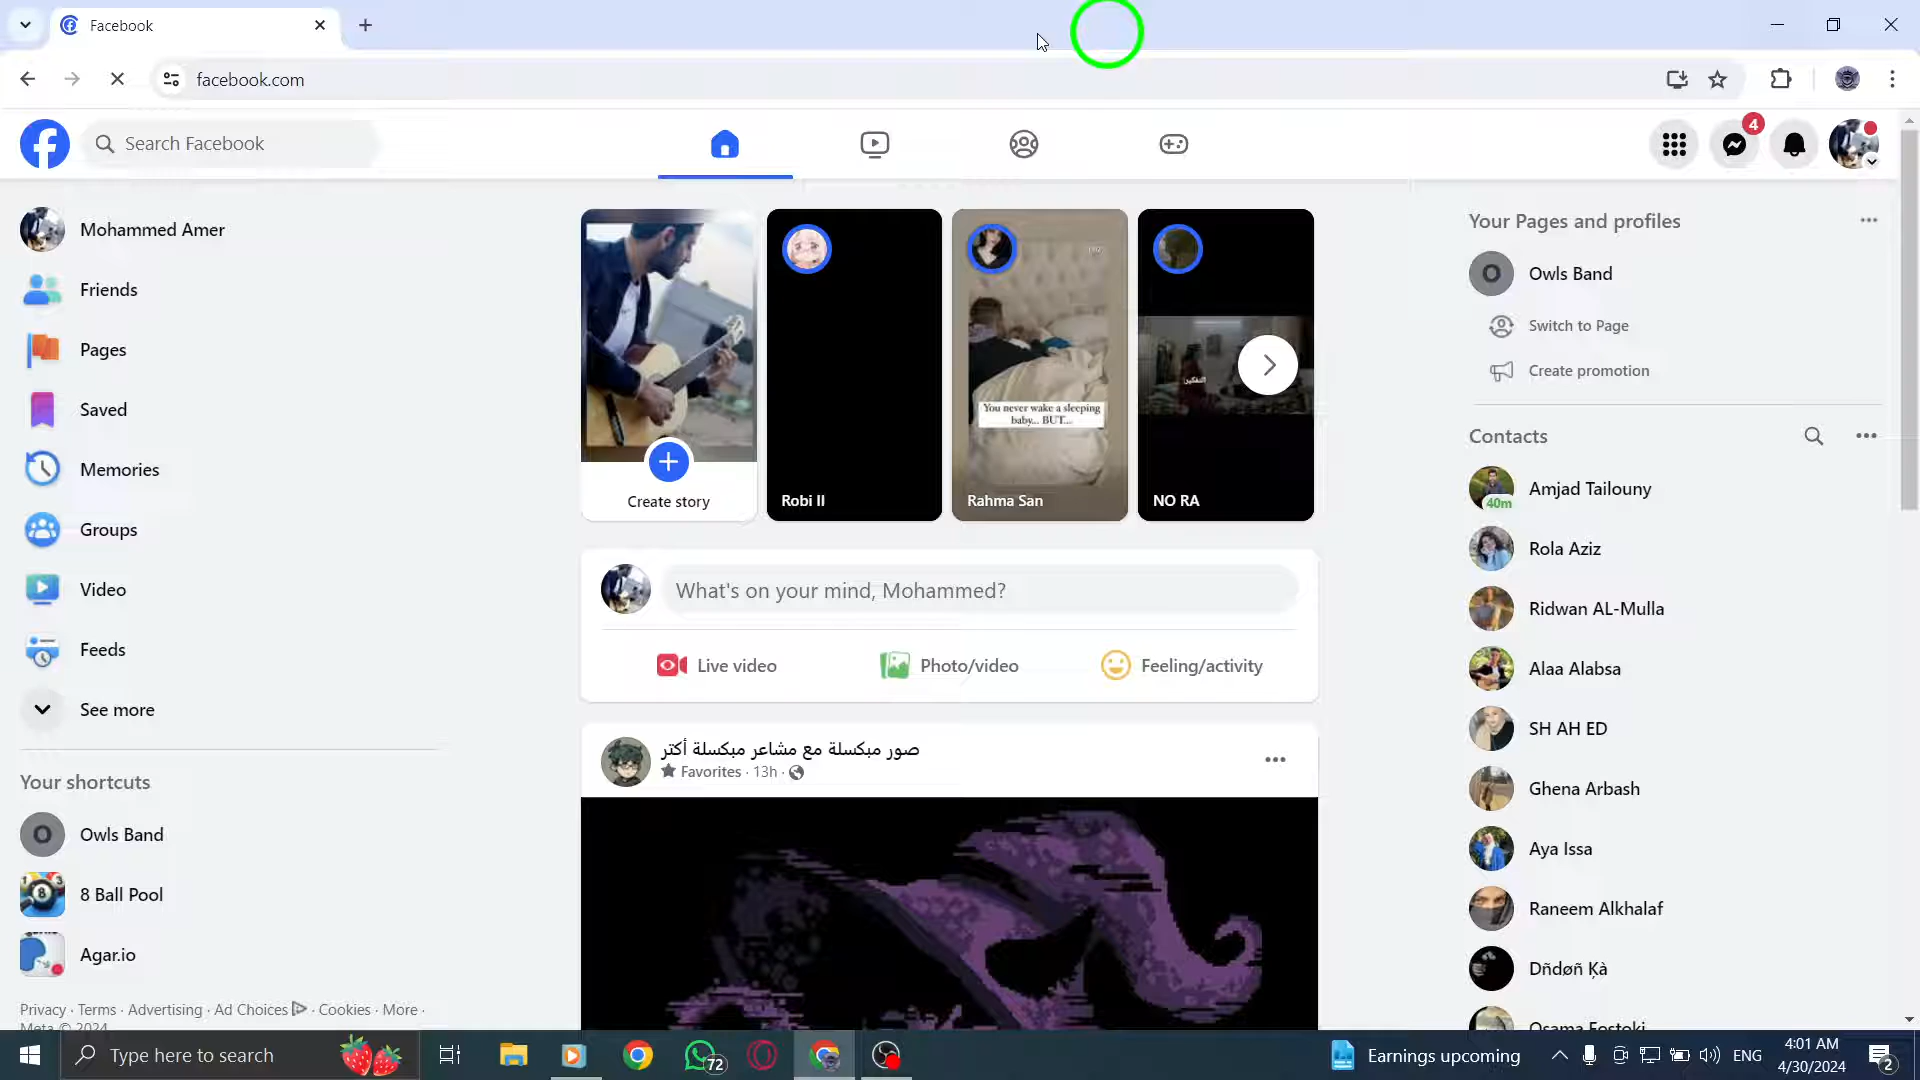 Facebook
facebook.com
Search Facebook
4
Mohammed Amer
Friends
Pages
Saved
Memories
Groups
Video
Feeds
See more
Your shortcuts
Owls Band
8 Ball Pool
Agar.io
Privacy · Terms · Advertising · Ad Choices · Cookies · More ·
Meta © 2024
Create story
Robi II
You never wake a sleeping
baby... BUT....
Rahma San
NO RA
What's on your mind, Mohammed?
Live video
Photo/video
Feeling/activity
صور مبكسلة مع مشاعر مبكسلة أكثر
Favorites · 13h ·
Your Pages and profiles
O
Owls Band
Switch to Page
Create promotion
Contacts
40m
Amjad Tailouny
Rola Aziz
Ridwan AL-Mulla
Alaa Alabsa
SH AH ED
Ghena Arbash
Aya Issa
Raneem Alkhalaf
Dñdøñ Ķà
Osama Fostoki
Type here to search
72
Earnings upcoming
ENG
4:01 AM
4/30/2024
2